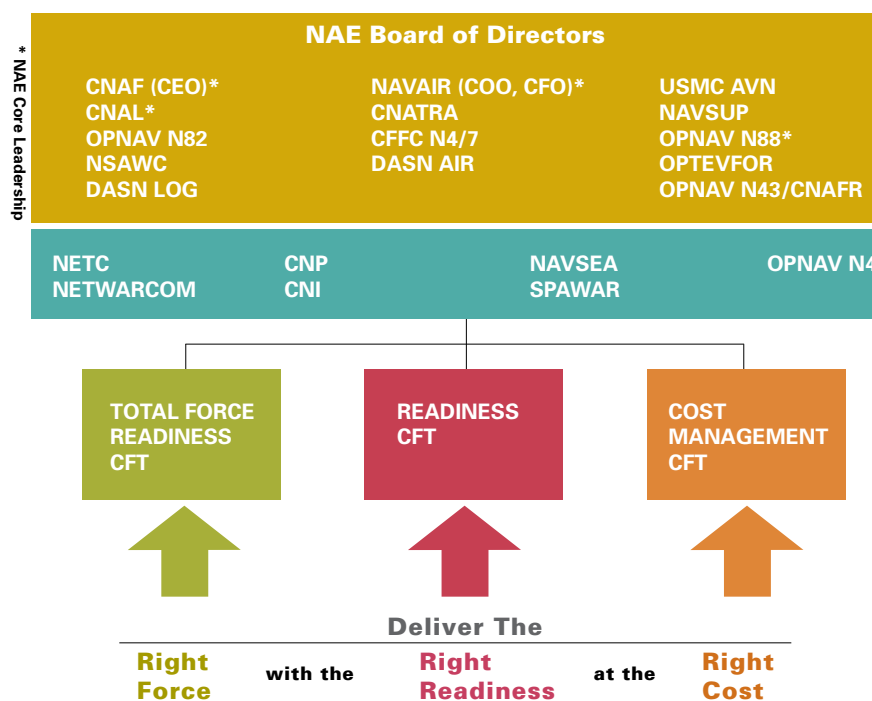 NAE Board of Directors
* NAE Core Leadership
CNAF (CEO)*
CNAL*
OPNAV N82
NSAWC
DASN LOG
NAVAIR (COO, CFO)*
CNATRA
CFFC N4/7
DASN AIR
USMC AVN
NAVSUP
OPNAV N88*
OPTEVFOR
OPNAV N43/CNAFR
NETC
NETWARCOM
CNP
CNI
NAVSEA
SPAWAR
OPNAV
TOTAL FORCE
READINESS
CFT
READINESS
CFT
COST
MANAGEMENT
CFT
Deliver The
Right
Force
with the
Right
Readiness
at the
Right
Cost